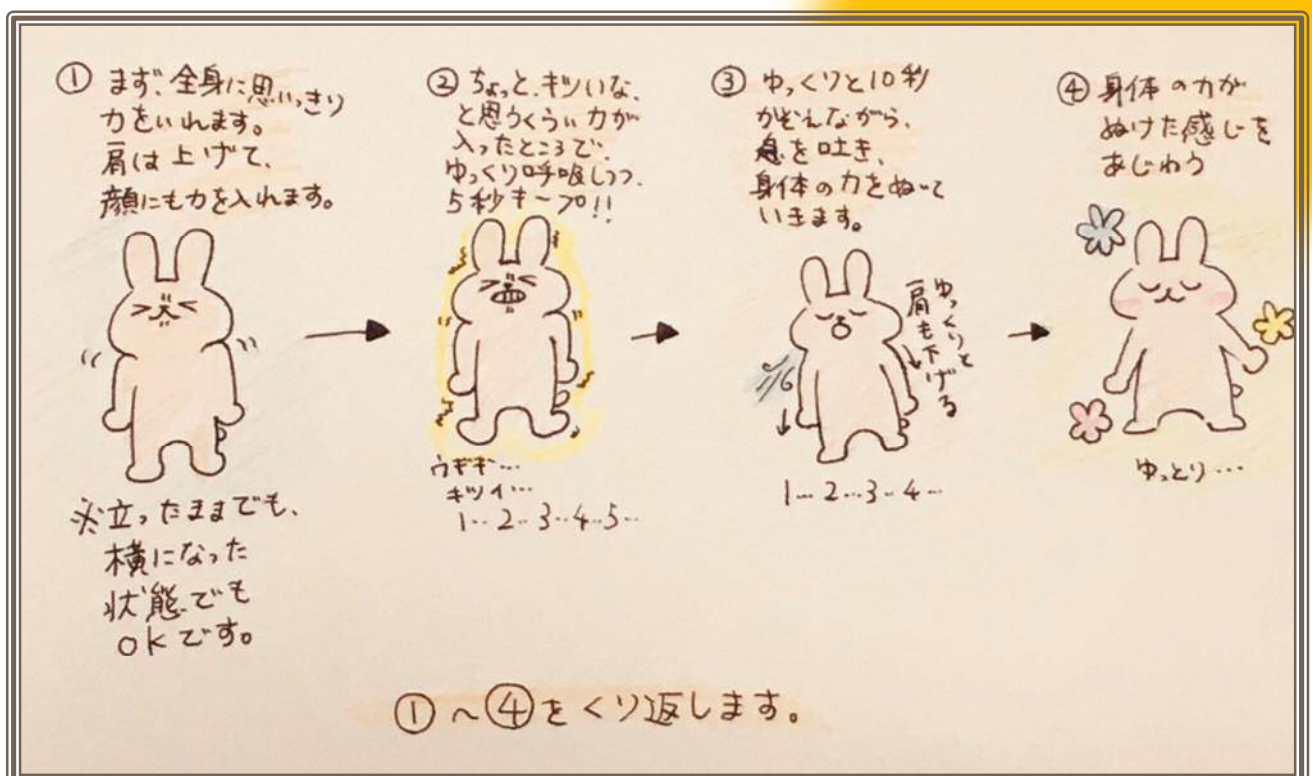 ① まず、全身に思いっきり
力をいれます。
肩は上げて、
顔にも力を入れます。
※立ったままでも、
横になった
状態でも
OKです。
② ちょっと、キツいな、
と思うくらい力が
入ったところで、
ゆっくり呼吸しつつ、
5秒キープ!!
ウギギ…
キツイ…
1…2…3…4…5…
③ ゆっくりと10秒
かぞえながら、
息を吐き、
身体の力をぬいて
いきます。
ゆっくりと
肩も下げる
1…2…3…4…
④ 身体の力が
ぬけた感じを
あじわう
ゆっとり…
①～④をくり返します。